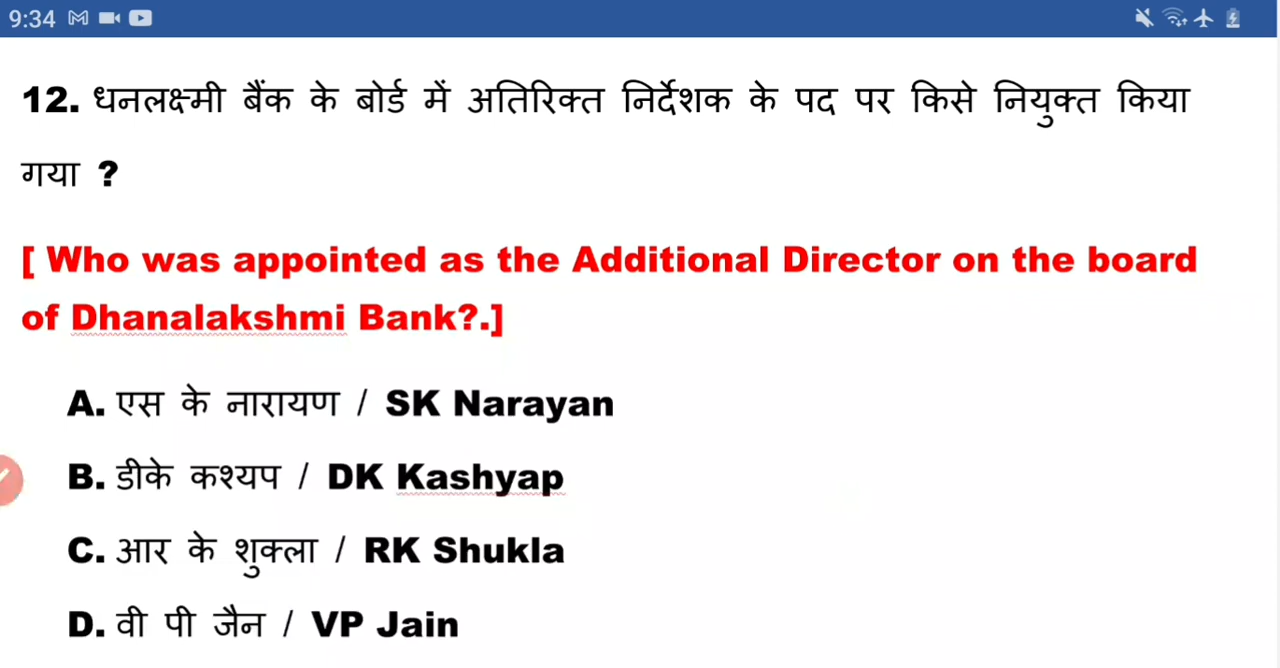 9:34
12. धनलक्ष्मी बैंक के बोर्ड में अतिरिक्त निर्देशक के पद पर किसे नियुक्त किया
गया ?
[ Who was appointed as the Additional Director on the board
of Dhanalakshmi Bank?.]
A. एस के नारायण / SK Narayan
B. डीके कश्यप / DK Kashyap
C. आर के शुक्ला / RK Shukla
D. वी पी जैन / VP Jain